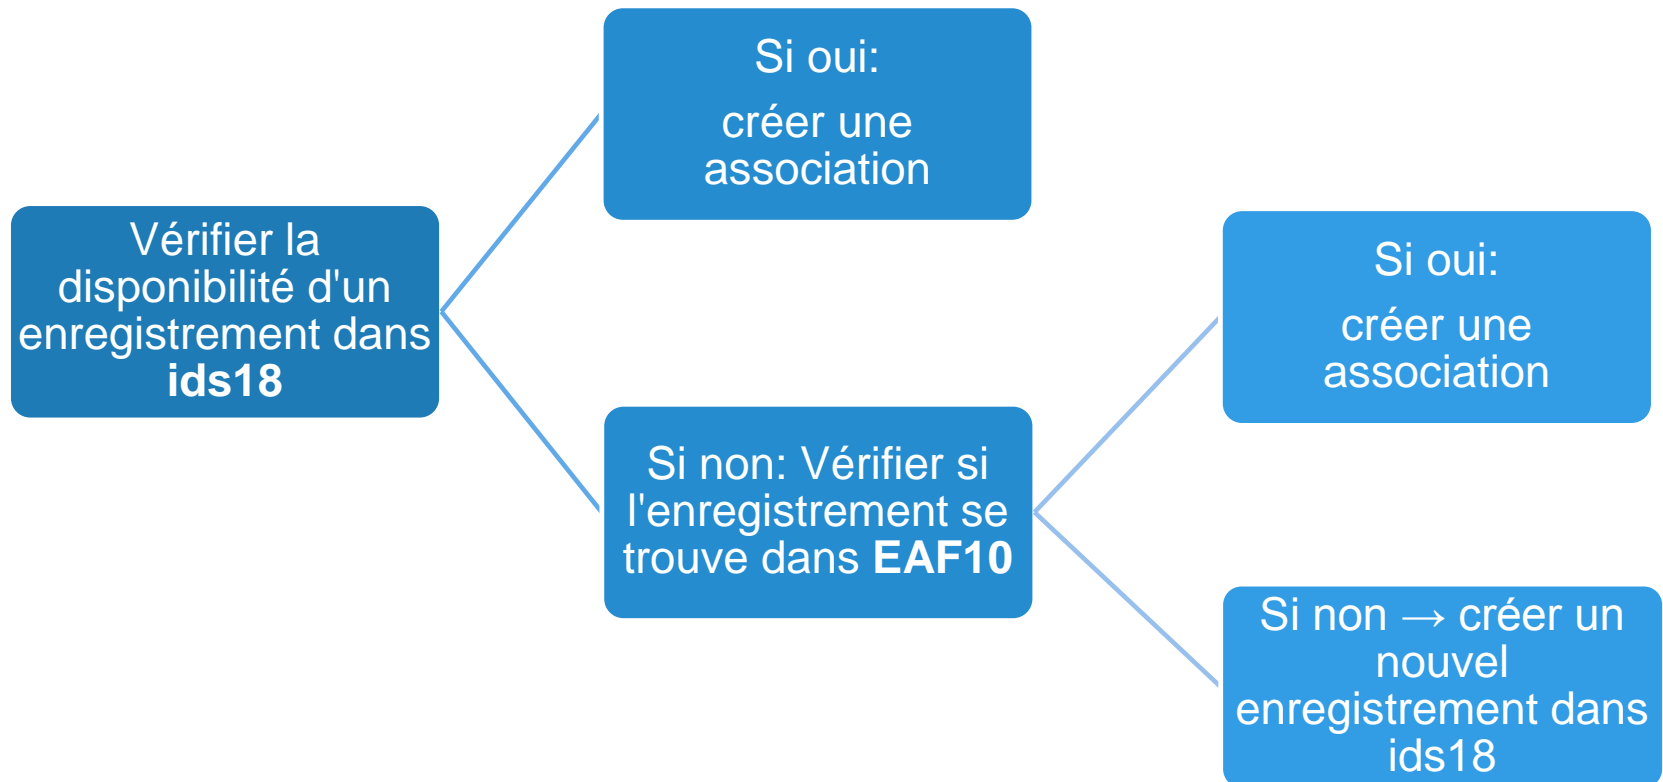 Vérifier la
disponibilité d'un
enregistrement dans
ids18
Si oui:
créer une
association
Si non: Vérifier si
l'enregistrement se
trouve dans EAF10
Si oui:
créer une
association
Si non → créer un
nouvel
enregistrement dans
ids18